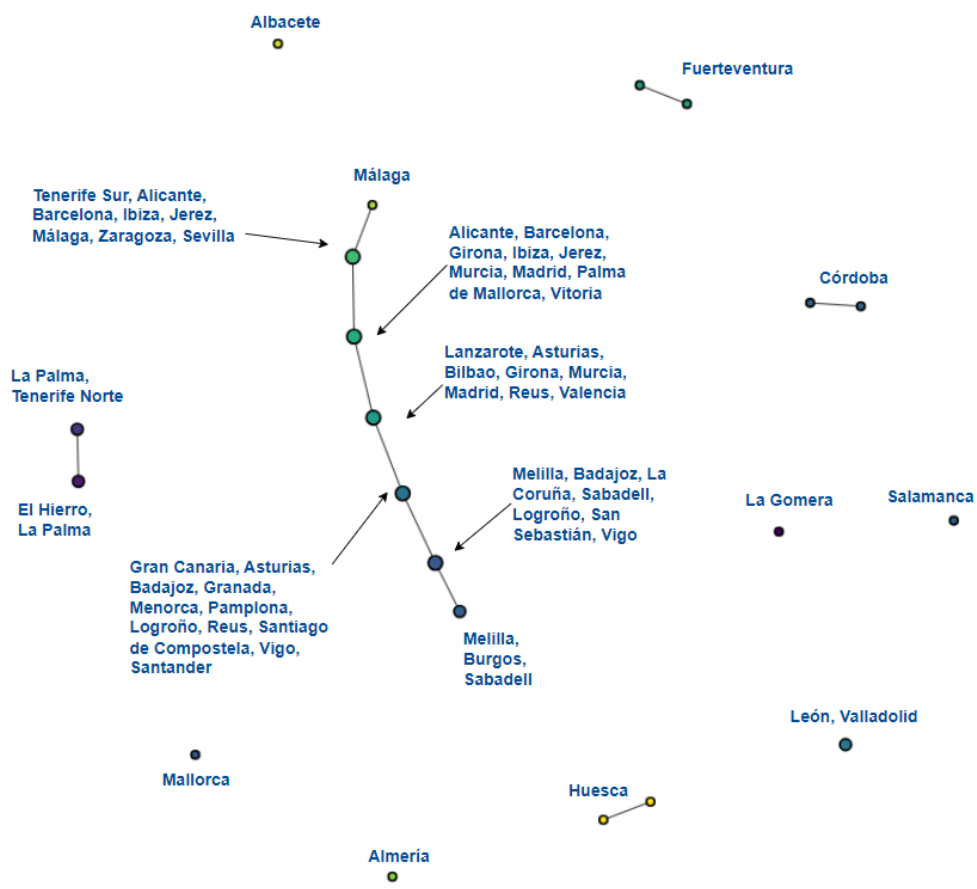 Albacete
Fuerteventura
Málaga
Tenerife Sur, Alicante,
Barcelona, Ibiza, Jerez,
Málaga, Zaragoza, Sevilla
Alicante, Barcelona,
Girona, Ibiza, Jerez,
Murcia, Madrid, Palma
de Mallorca, Vitoria
Córdoba
Lanzarote, Asturias,
Bilbao, Girona, Murcia,
Madrid, Reus, Valencia
La Palma,
Tenerife Norte
El Hierro,
La Palma
Melilla, Badajoz, La
Coruña, Sabadell,
Logroño, San
Sebastián, Vigo
La Gomera
Salamanca
Gran Canaria, Asturias,
Badajoz, Granada,
Menorca, Pamplona,
Logroño, Reus, Santiago
de Compostela, Vigo,
Santander
Melilla,
Burgos,
Sabadell
León, Valladolid
Mallorca
Huesca
Almería